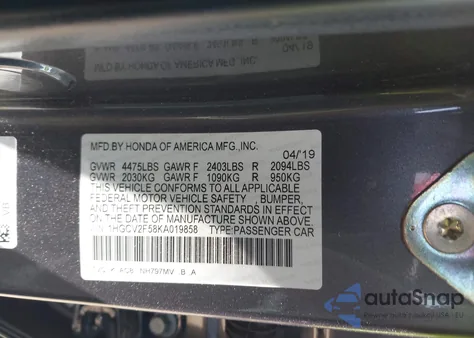 MFD.BY HONDA OF AMERICA MFG.,INC.
04/19
GVWR 4475LBS GAWR F 2403LBS R 2094LBS
GVWR 2030KG GAWR F 1090KG R 950KG
THIS VEHICLE CONFORMS TO ALL APPLICABLE
FEDERAL MOTOR VEHICLE SAFETY , BUMPER,
AND THEFT PREVENTION STANDARDS IN EFFECT ON
THE DATE OF MANUFACTURE SHOWN ABOVE.
1HGCV2F58KA019858 TYPE:PASSENGER CAR
NH797MV B A
autoSnap